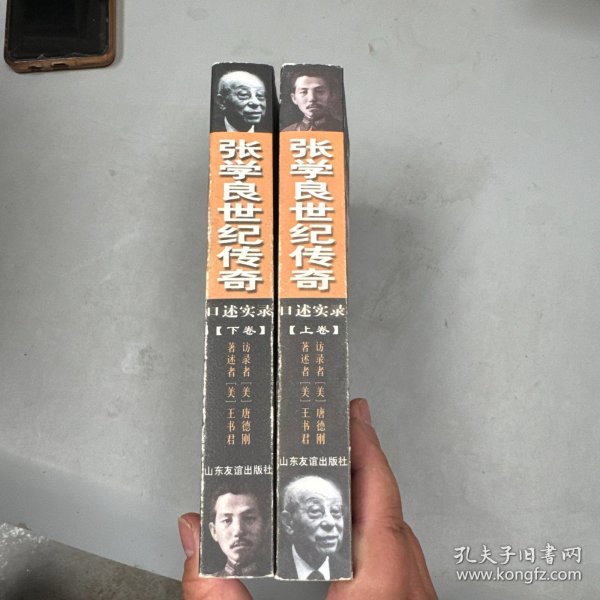 张学良世纪传奇
口述实录
【下卷】
访录者［美］唐德刚
著述者［美］王书君
山东友谊出版社
张学良世纪传奇
口述实录
【上卷】
访录者［美］唐德刚
著述者［美］王书君
山东友谊出版社
孔夫子旧书网
www.kongfz.com